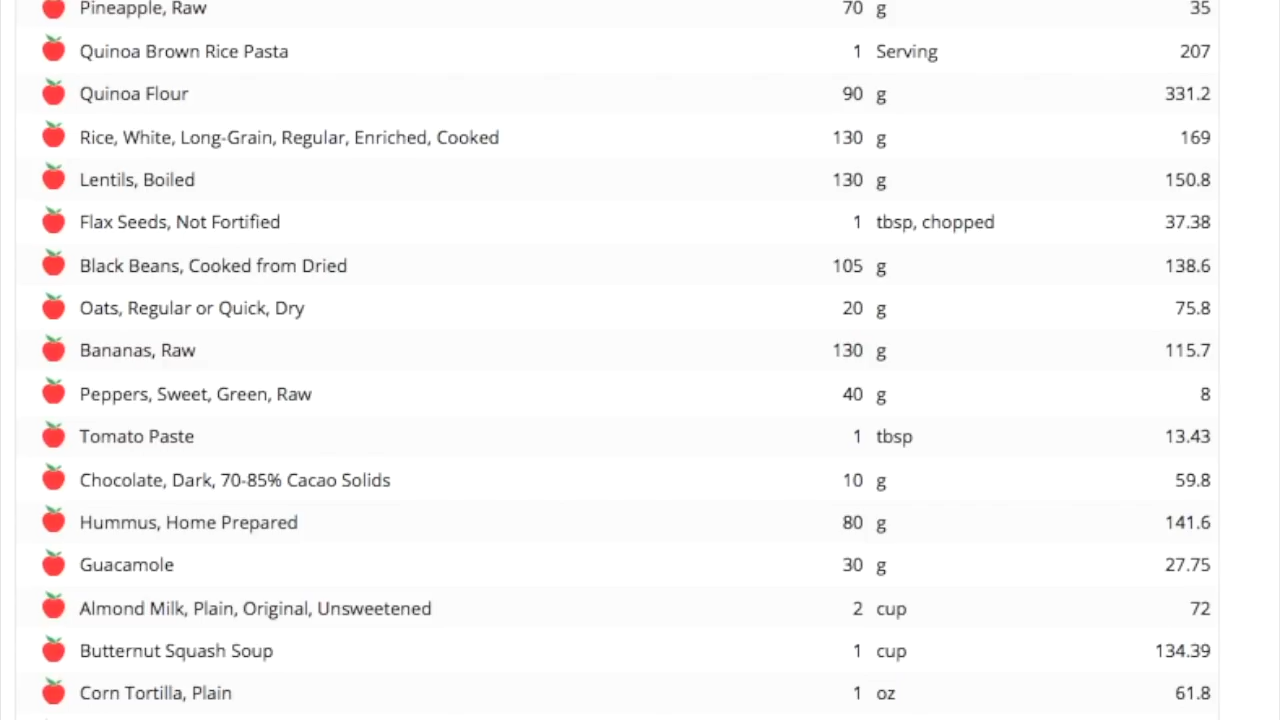 Pineapple, Raw 70 g 35
Quinoa Brown Rice Pasta 1 Serving 207
Quinoa Flour 90 g 331.2
Rice, White, Long-Grain, Regular, Enriched, Cooked 130 g 169
Lentils, Boiled 130 g 150.8
Flax Seeds, Not Fortified 1 tbsp, chopped 37.38
Black Beans, Cooked from Dried 105 g 138.6
Oats, Regular or Quick, Dry 20 g 75.8
Bananas, Raw 130 g 115.7
Peppers, Sweet, Green, Raw 40 g 8
Tomato Paste 1 tbsp 13.43
Chocolate, Dark, 70-85% Cacao Solids 10 g 59.8
Hummus, Home Prepared 80 g 141.6
Guacamole 30 g 27.75
Almond Milk, Plain, Original, Unsweetened 2 cup 72
Butternut Squash Soup 1 cup 134.39
Corn Tortilla, Plain 1 oz 61.8